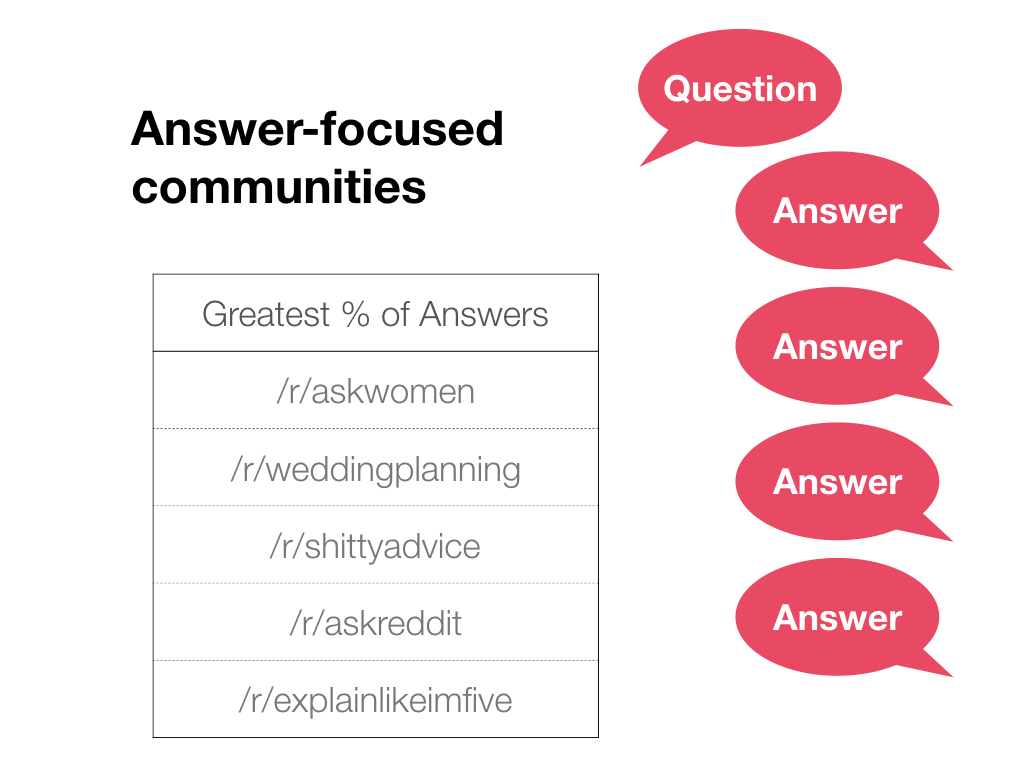 Answer-focused
communities
Greatest % of Answers
/r/askwomen
/r/weddingplanning
/r/shittyadvice
/r/askreddit
/r/explainlikeimfive
Question
Answer
Answer
Answer
Answer